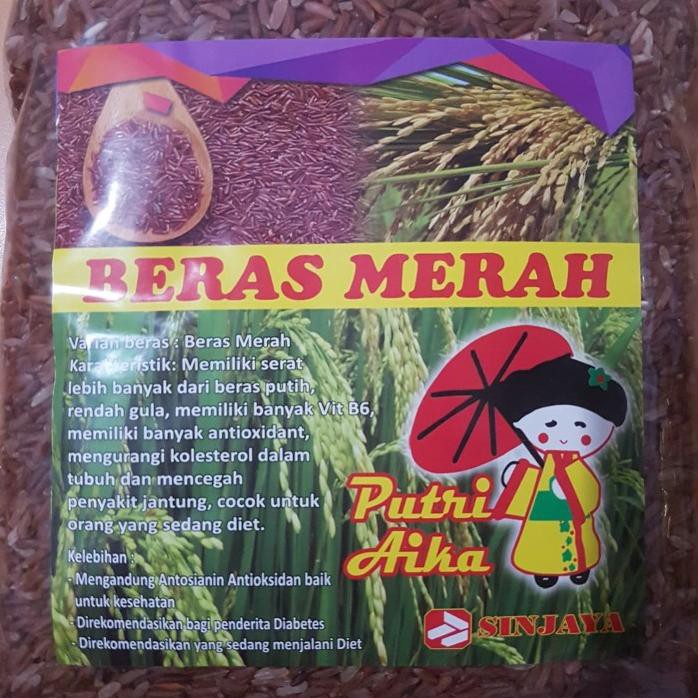 BERAS MERAH
Varian beras : Beras Merah
Karakteristik: Memiliki serat
lebih banyak dari beras putih,
rendah gula, memiliki banyak Vit B6,
memiliki banyak antioxidant,
mengurangi kolesterol dalam
tubuh dan mencegah
penyakit jantung, cocok untuk
orang yang sedang diet.
Kelebihan :
- Mengandung Antosianin Antioksidan baik
untuk kesehatan
- Direkomendasikan bagi penderita Diabetes
- Direkomendasikan yang sedang menjalani Diet
Putri
Aika
SINJAYA